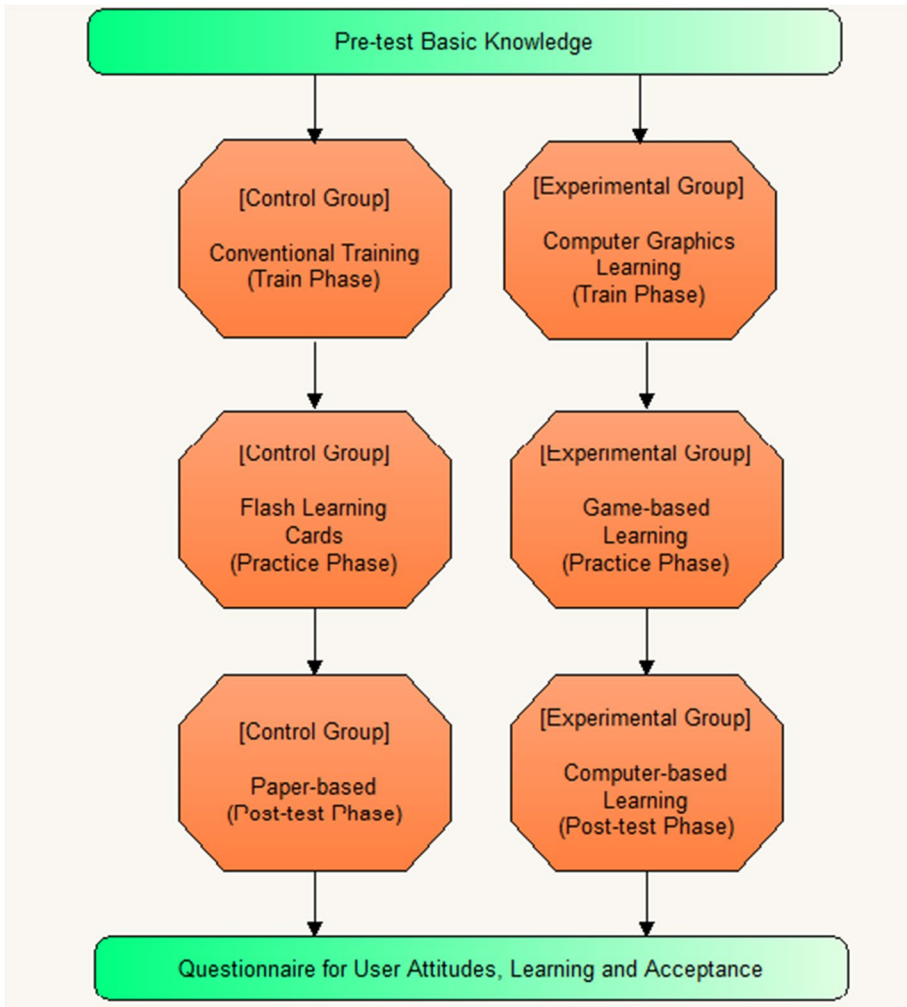 Pre-test Basic Knowledge
[Control Group]
Conventional Training
(Train Phase)
[Experimental Group]
Computer Graphics
Learning
(Train Phase)
[Control Group]
Flash Learning
Cards
(Practice Phase)
[Experimental Group]
Game-based
Learning
(Practice Phase)
[Control Group]
Paper-based
(Post-test Phase)
[Experimental Group]
Computer-based
Learning
(Post-test Phase)
Questionnaire for User Attitudes, Learning and Acceptance